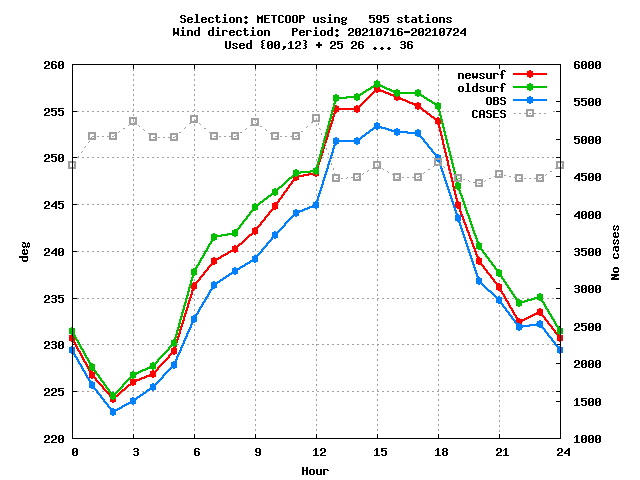 Selection: METCOOP using   595 stations
Wind direction   Period: 20210716-20210724
Used {00,12} + 25 26 ... 36
newsurf
oldsurf
OBS
CASES
260
255
250
245
240
235
230
225
220
deg
6000
5500
5000
4500
4000
3500
3000
2500
2000
1500
1000
No cases
0 3 6 9 12 15 18 21 24
Hour